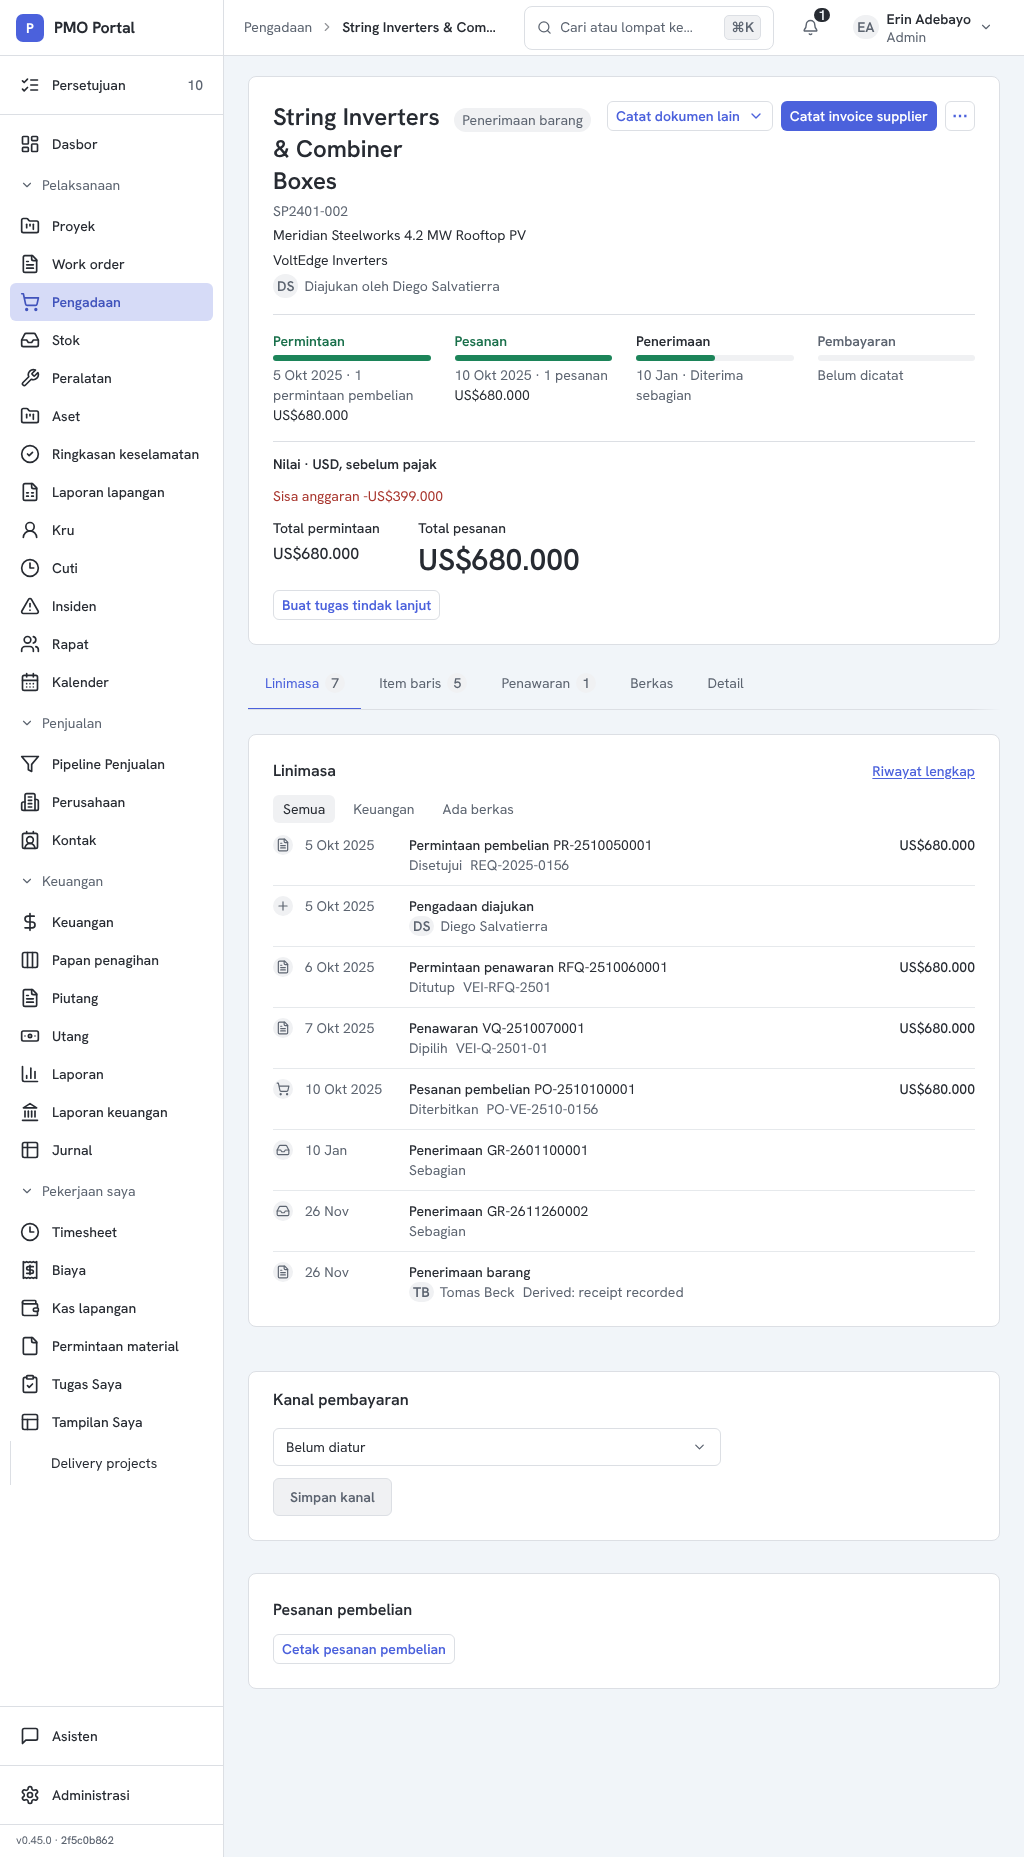 P PMO Portal
Pengadaan > String Inverters & Com...
Cari atau lompat ke... ⌘K
1
EA Erin Adebayo
Admin
Persetujuan 10
Dasbor
Pelaksanaan
Proyek
Work order
Pengadaan
Stok
Peralatan
Aset
Ringkasan keselamatan
Laporan lapangan
Kru
Cuti
Insiden
Rapat
Kalender
Penjualan
Pipeline Penjualan
Perusahaan
Kontak
Keuangan
Keuangan
Papan penagihan
Piutang
Utang
Laporan
Laporan keuangan
Jurnal
Pekerjaan saya
Timesheet
Biaya
Kas lapangan
Permintaan material
Tugas Saya
Tampilan Saya
Delivery projects
Asisten
Administrasi
v0.45.0 · 2f5c0b862
String Inverters
& Combiner
Boxes
Penerimaan barang
Catat dokumen lain
Catat invoice supplier
...
SP2401-002
Meridian Steelworks 4.2 MW Rooftop PV
VoltEdge Inverters
DS Diajukan oleh Diego Salvatierra
Permintaan
5 Okt 2025 · 1
permintaan pembelian
US$680.000
Pesanan
10 Okt 2025 · 1 pesanan
US$680.000
Penerimaan
10 Jan · Diterima
sebagian
Pembayaran
Belum dicatat
Nilai · USD, sebelum pajak
Sisa anggaran -US$399.000
Total permintaan
US$680.000
Total pesanan
US$680.000
Buat tugas tindak lanjut
Linimasa 7
Item baris 5
Penawaran 1
Berkas
Detail
Linimasa
Riwayat lengkap
Semua Keuangan Ada berkas
5 Okt 2025 Permintaan pembelian PR-2510050001 US$680.000
Disetujui REQ-2025-0156
5 Okt 2025 Pengadaan diajukan
DS Diego Salvatierra
6 Okt 2025 Permintaan penawaran RFQ-2510060001 US$680.000
Ditutup VEI-RFQ-2501
7 Okt 2025 Penawaran VQ-2510070001 US$680.000
Dipilih VEI-Q-2501-01
10 Okt 2025 Pesanan pembelian PO-2510100001 US$680.000
Diterbitkan PO-VE-2510-0156
10 Jan Penerimaan GR-2601100001
Sebagian
26 Nov Penerimaan GR-2611260002
Sebagian
26 Nov Penerimaan barang
TB Tomas Beck Derived: receipt recorded
Kanal pembayaran
Belum diatur
Simpan kanal
Pesanan pembelian
Cetak pesanan pembelian